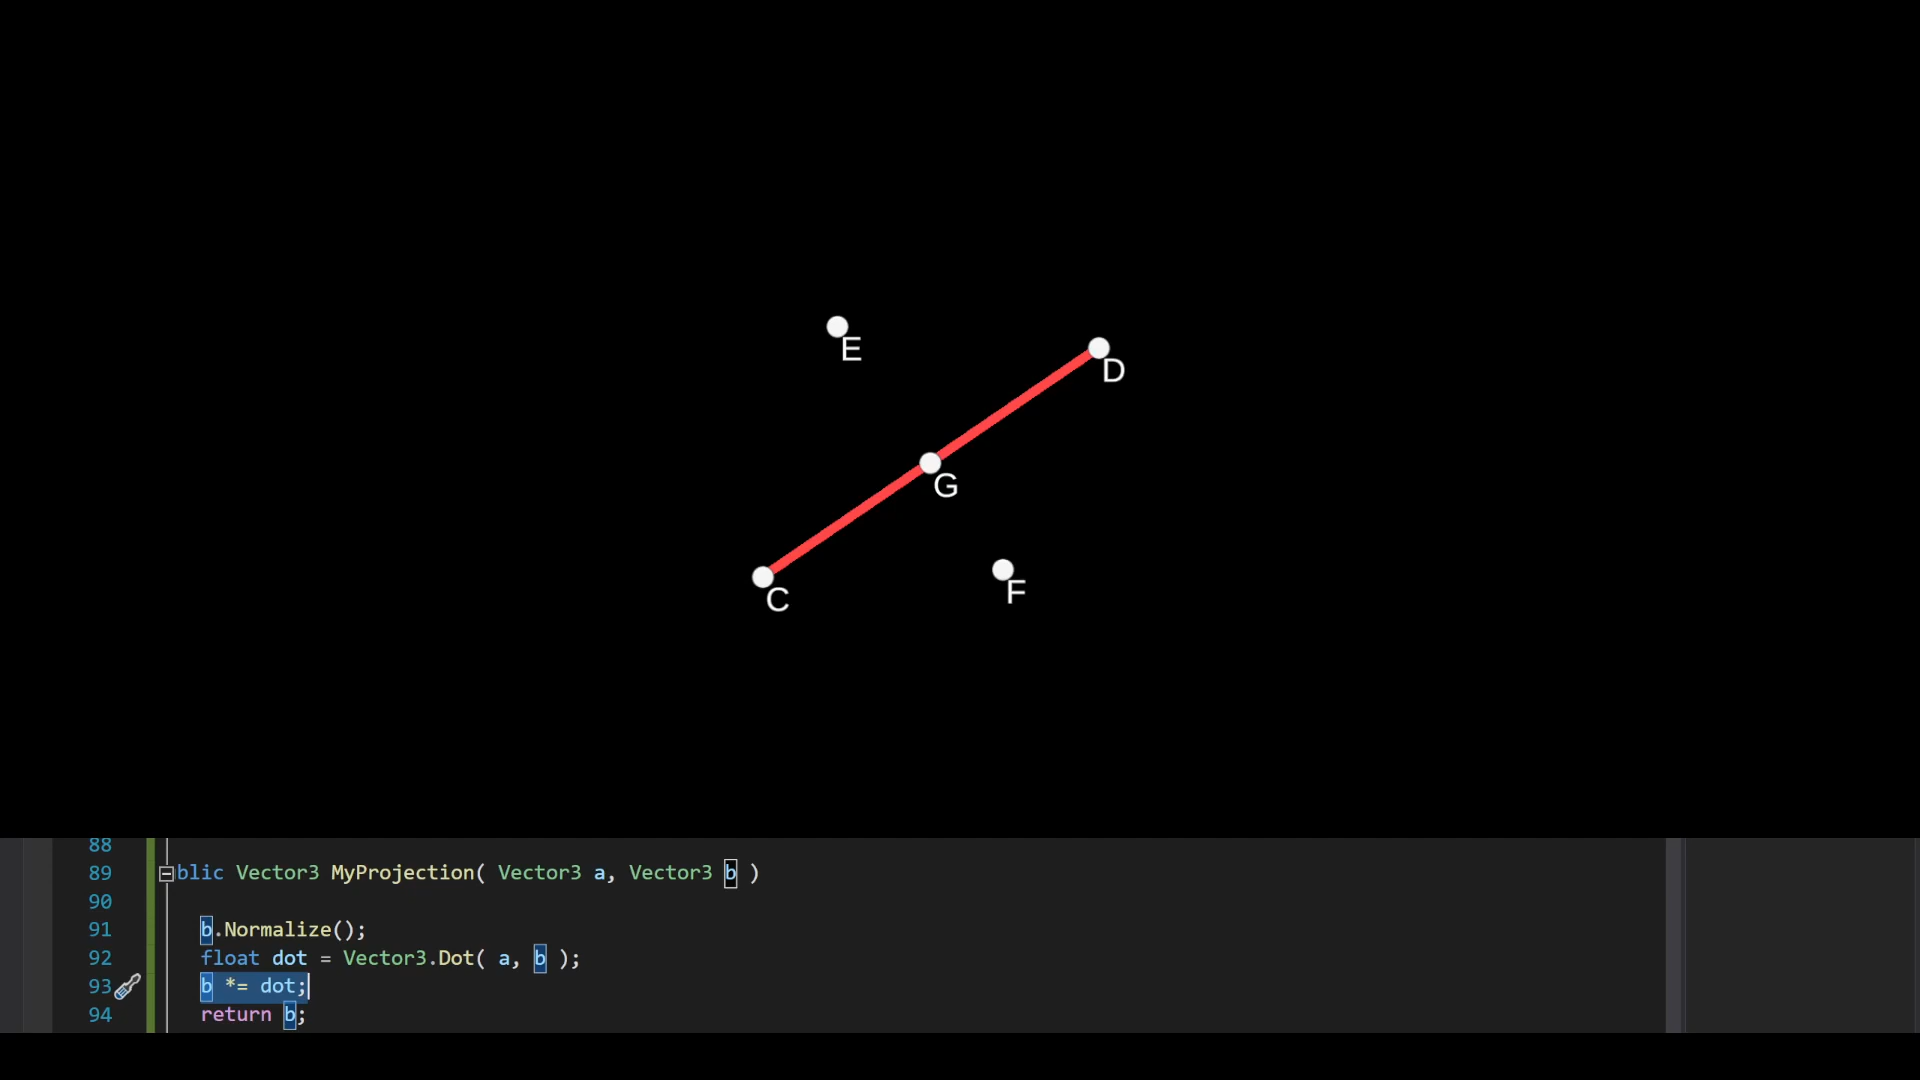 E
D
G
C
F
88
89 blic Vector3 MyProjection( Vector3 a, Vector3 b )
90
91 b.Normalize();
92 float dot = Vector3.Dot( a, b );
93 b *= dot;
94 return b;